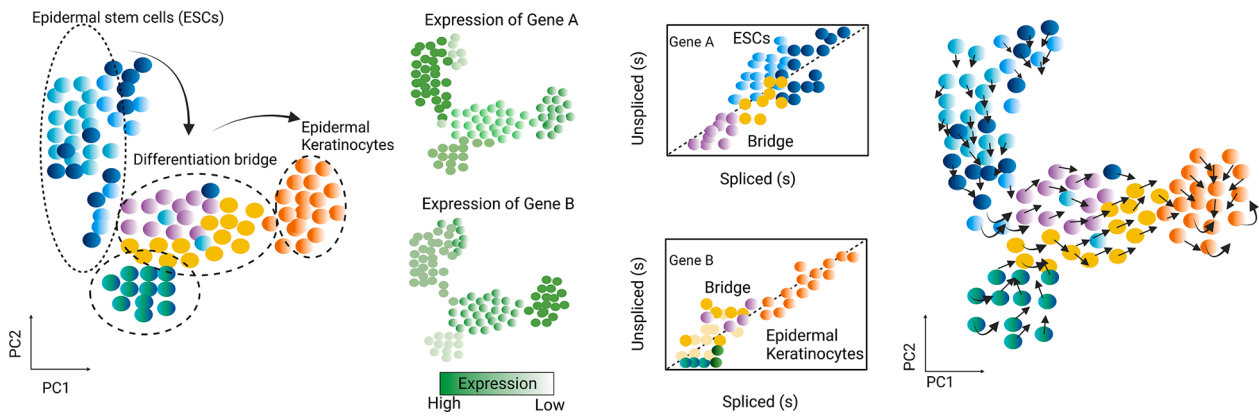 Epidermal stem cells (ESCs)
Differentiation bridge
Epidermal
Keratinocytes
PC2
PC1
Expression of Gene A
Expression of Gene B
Expression
High
Low
Gene A
ESCs
Bridge
Unspliced (s)
Spliced (s)
Gene B
Bridge
Epidermal
Keratinocytes
Unspliced (s)
Spliced (s)
PC2
PC1